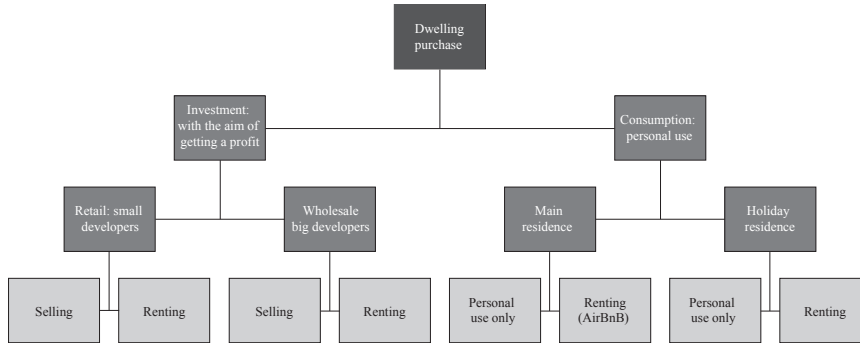 Dwelling
purchase
Investment:
with the aim of
getting a profit
Consumption:
personal use
Retail: small
developers
Wholesale
big developers
Main
residence
Holiday
residence
Selling
Renting
Selling
Renting
Personal
use only
Renting
(AirBnB)
Personal
use only
Renting